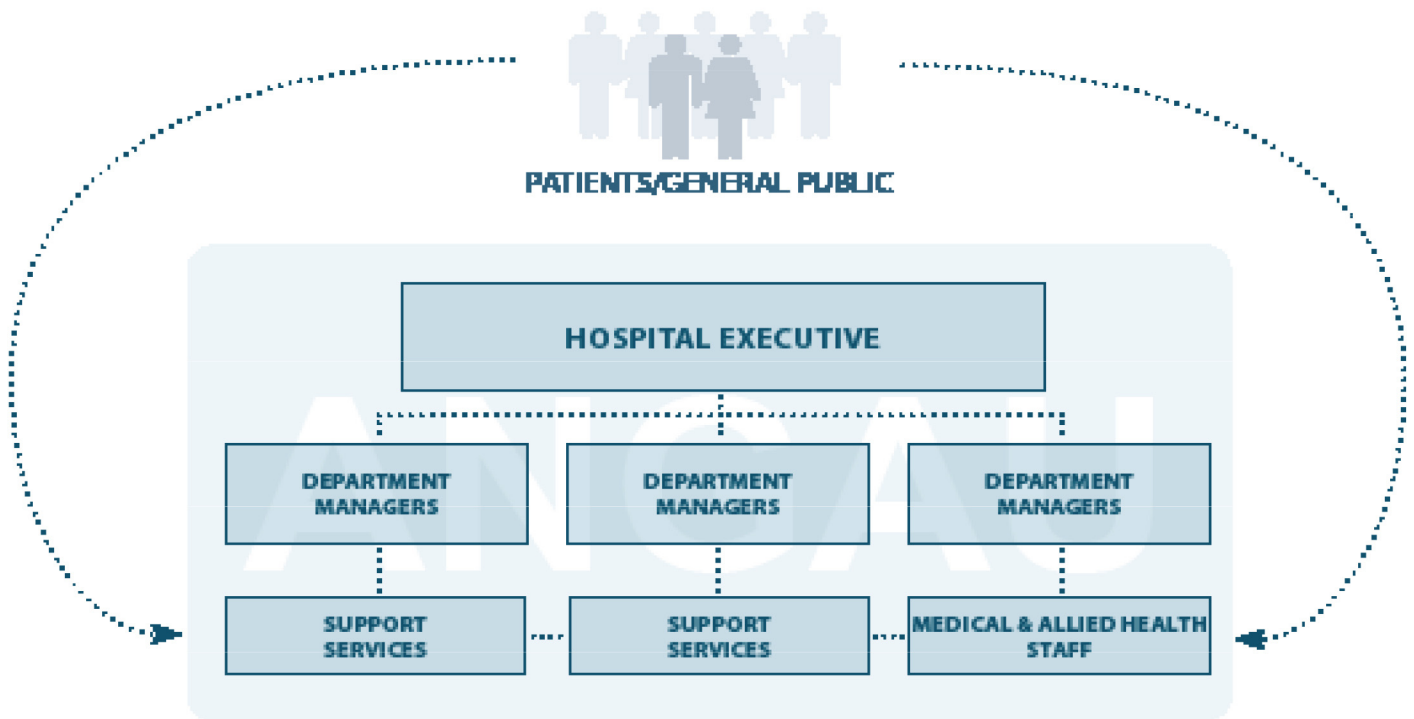 PATIENTS/GENERAL PUBLIC
HOSPITAL EXECUTIVE
ANGAU
DEPARTMENT
MANAGERS
DEPARTMENT
MANAGERS
DEPARTMENT
MANAGERS
SUPPORT
SERVICES
SUPPORT
SERVICES
MEDICAL & ALLIED HEALTH
STAFF